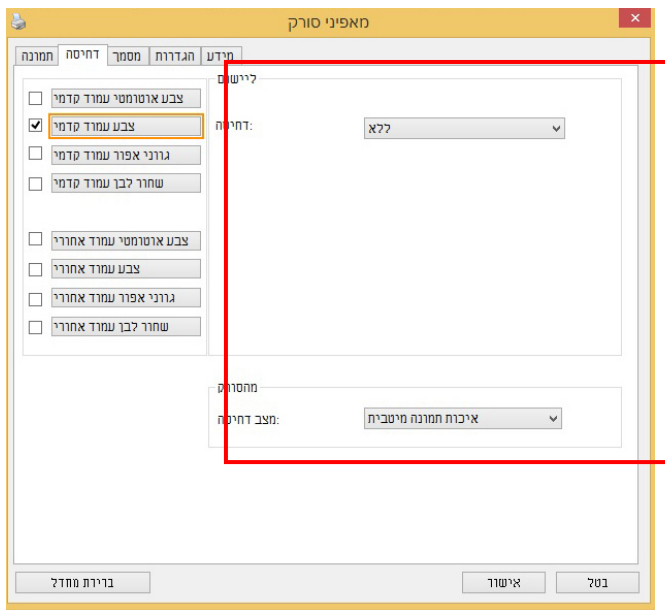 מאפיני סורק
תמונה דחיסה מסמך הגדרות מידע
צבע אוטומטי עמוד קדמי
צבע עמוד קדמי
גווני אפור עמוד קדמי
שחור לבן עמוד קדמי
צבע אוטומטי עמוד אחורי
צבע עמוד אחורי
גווני אפור עמוד אחורי
שחור לבן עמוד אחורי
ליישום
דחיסה:
ללא
מהסורק
מצב דחיסה:
איכות תמונה מיטבית
ברירת מחדל
אישור
בטל